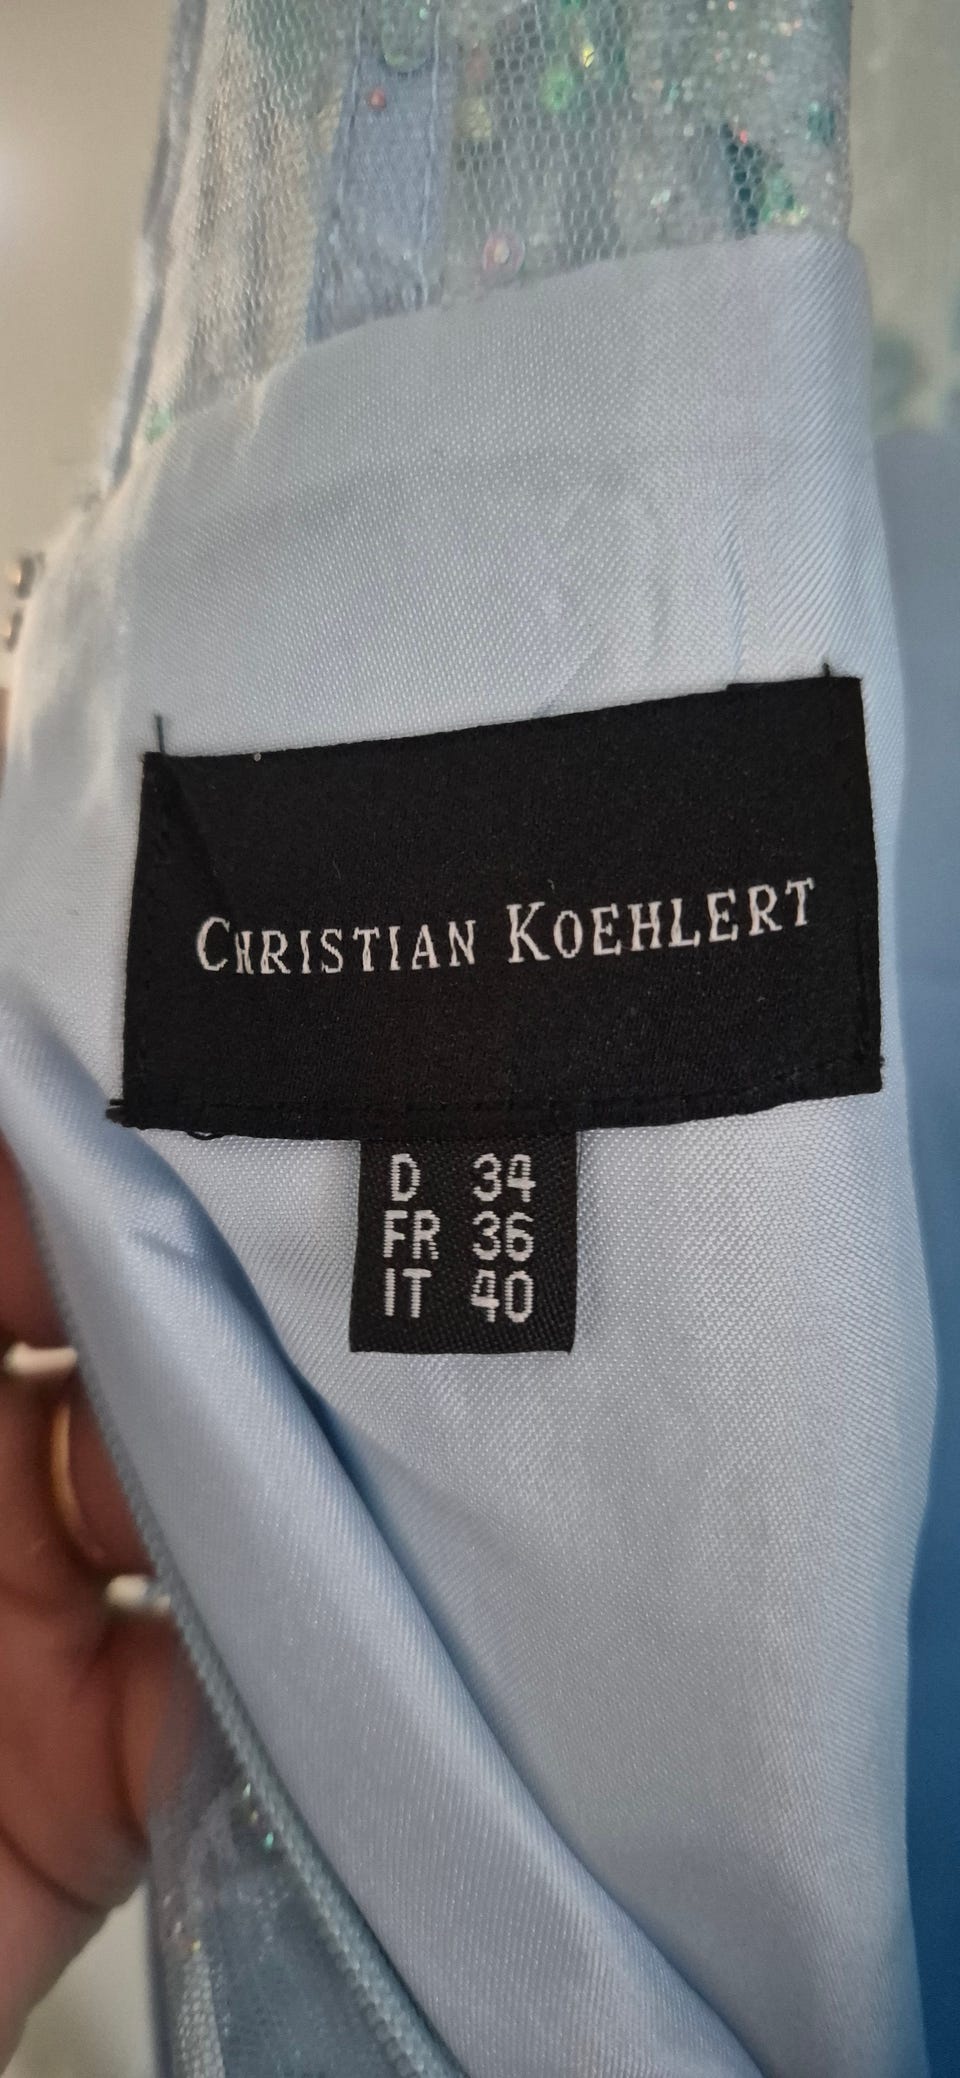 CHRISTIAN KOEHLERT
D 34
FR 36
IT 40